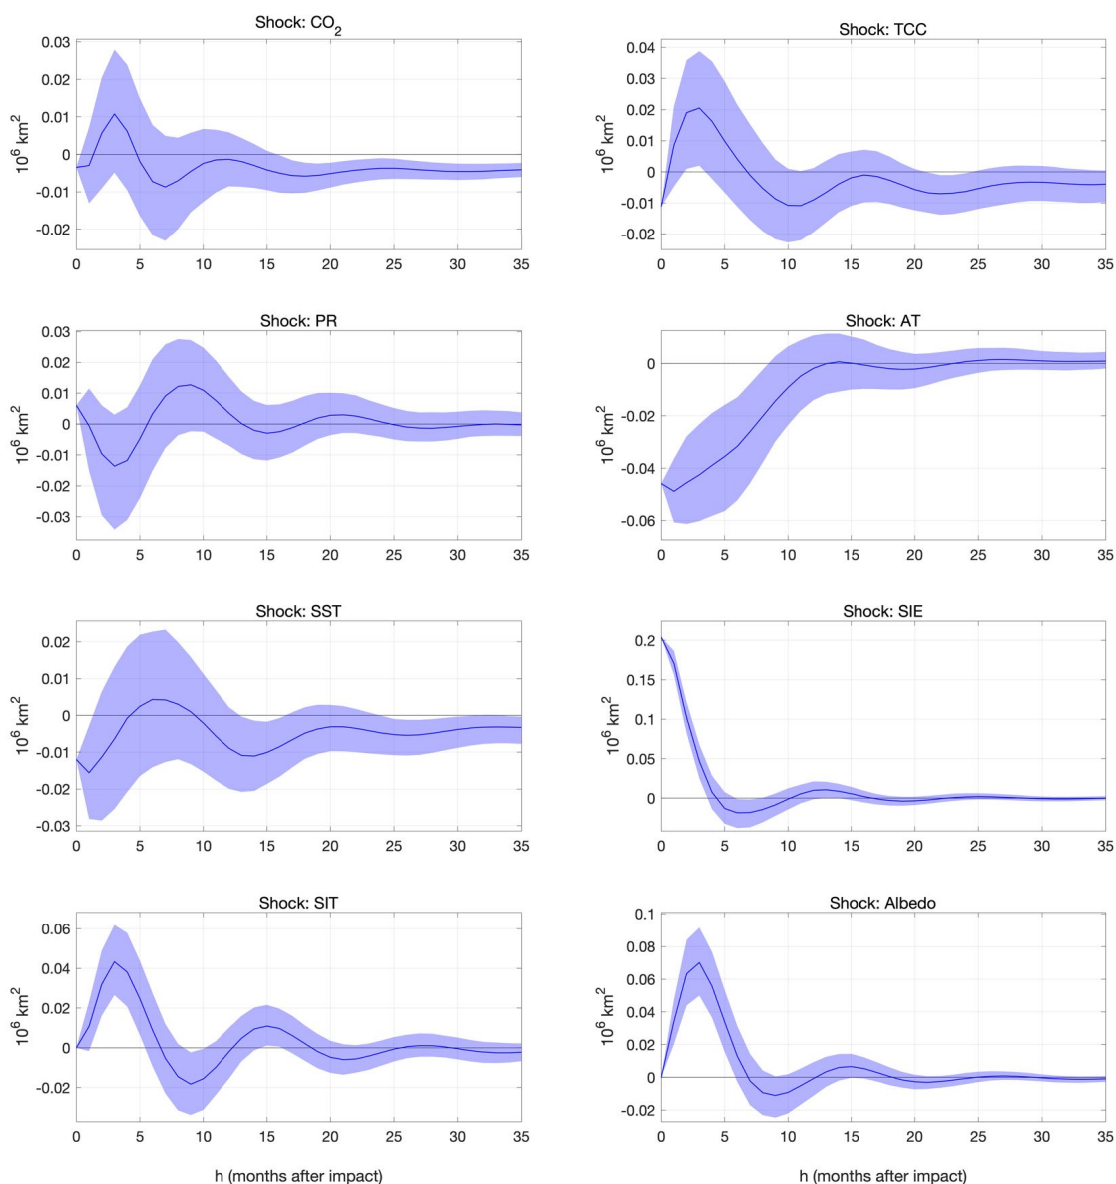 Shock: CO2
0.03
0.02
0.01
0
-0.01
-0.02
10^6 km^2
0 5 10 15 20 25 30 35
Shock: TCC
0.04
0.03
0.02
0.01
0
-0.01
-0.02
10^6 km^2
0 5 10 15 20 25 30 35
Shock: PR
0.03
0.02
0.01
0
-0.01
-0.02
-0.03
10^6 km^2
0 5 10 15 20 25 30 35
Shock: AT
0
-0.02
-0.04
-0.06
10^6 km^2
0 5 10 15 20 25 30 35
Shock: SST
0.02
0.01
0
-0.01
-0.02
-0.03
10^6 km^2
0 5 10 15 20 25 30 35
Shock: SIE
0.2
0.15
0.1
0.05
0
10^6 km^2
0 5 10 15 20 25 30 35
Shock: SIT
0.06
0.04
0.02
0
-0.02
10^6 km^2
0 5 10 15 20 25 30 35
h (months after impact)
Shock: Albedo
0.1
0.08
0.06
0.04
0.02
0
-0.02
10^6 km^2
0 5 10 15 20 25 30 35
h (months after impact)